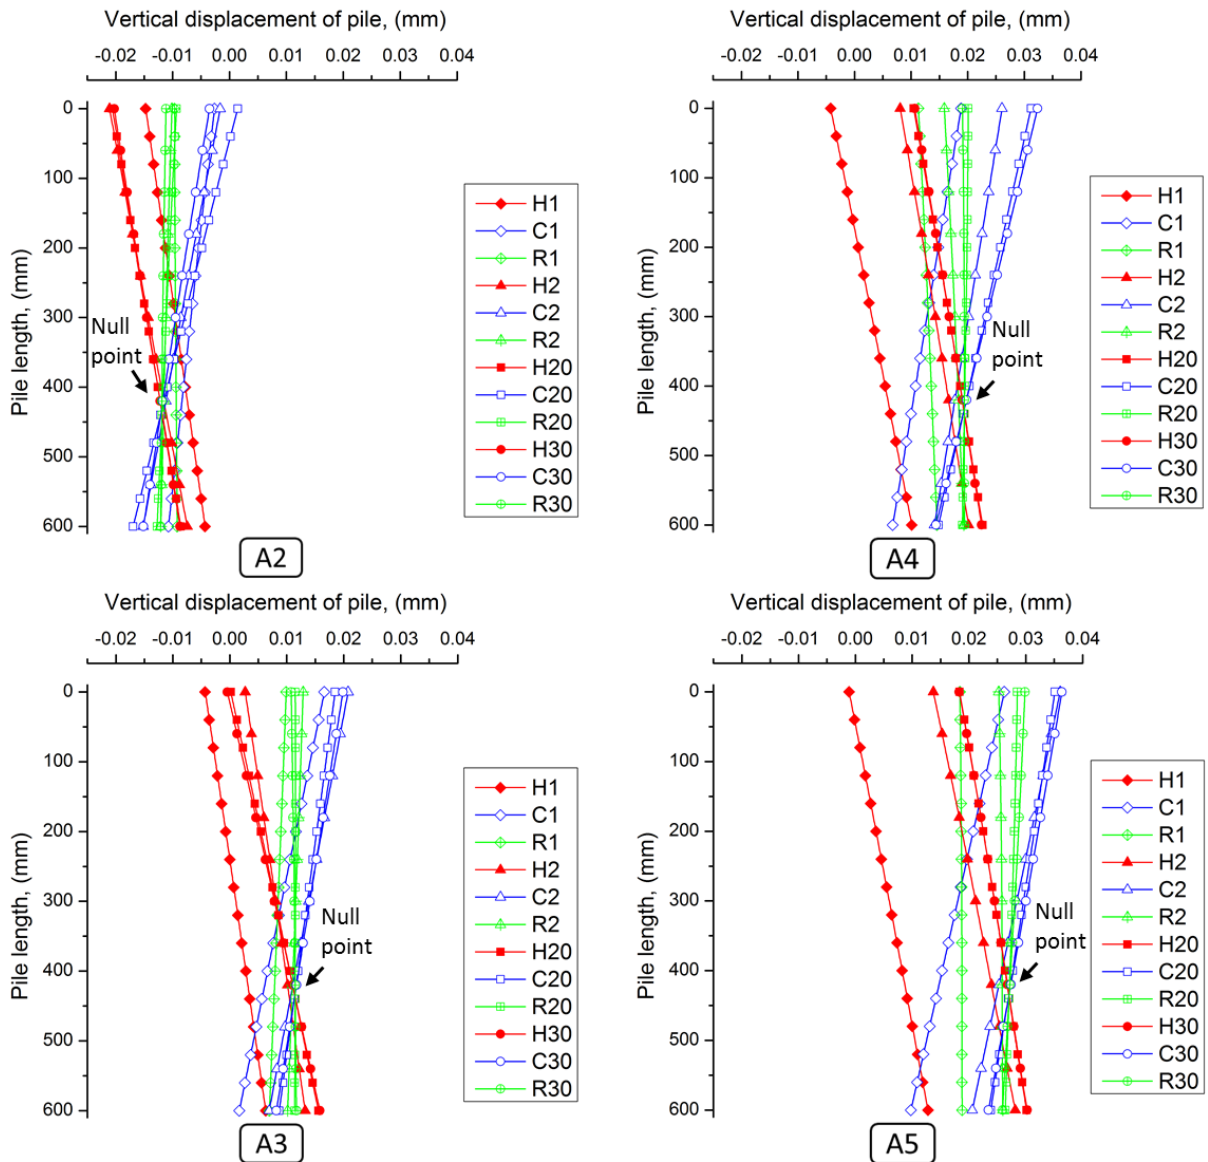 Vertical displacement of pile, (mm)
-0.02 -0.01 0.00 0.01 0.02 0.03 0.04
0
100
200
300
400
500
600
Pile length, (mm)
Null
point
H1
C1
R1
H2
C2
R2
H20
C20
R20
H30
C30
R30
A2
Vertical displacement of pile, (mm)
-0.02 -0.01 0.00 0.01 0.02 0.03 0.04
0
100
200
300
400
500
600
Pile length, (mm)
Null
point
H1
C1
R1
H2
C2
R2
H20
C20
R20
H30
C30
R30
A4
Vertical displacement of pile, (mm)
-0.02 -0.01 0.00 0.01 0.02 0.03 0.04
0
100
200
300
400
500
600
Pile length, (mm)
Null
point
H1
C1
R1
H2
C2
R2
H20
C20
R20
H30
C30
R30
A3
Vertical displacement of pile, (mm)
-0.02 -0.01 0.00 0.01 0.02 0.03 0.04
0
100
200
300
400
500
600
Pile length, (mm)
Null
point
H1
C1
R1
H2
C2
R2
H20
C20
R20
H30
C30
R30
A5